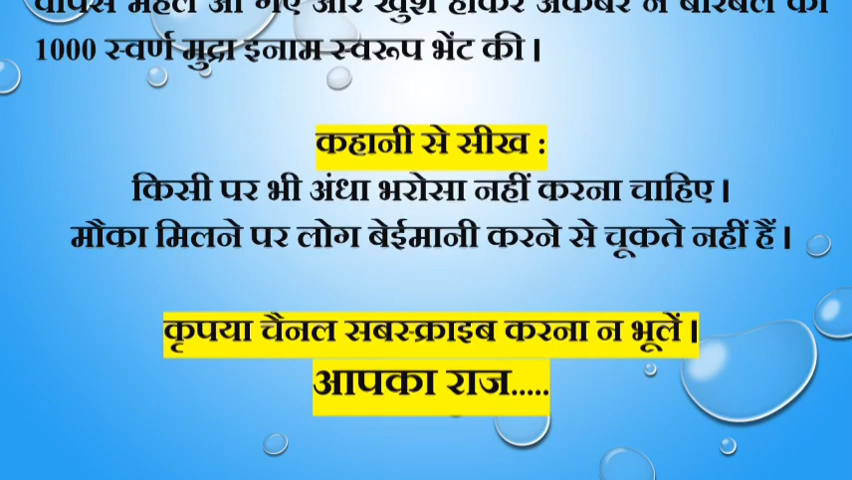 वापस महल आ गए और खुश होकर अकबर ने बीरबल को
1000 स्वर्ण मुद्रा इनाम स्वरूप भेंट की।
कहानी से सीख :
किसी पर भी अंधा भरोसा नहीं करना चाहिए।
मौका मिलने पर लोग बेईमानी करने से चूकते नहीं हैं।
कृपया चैनल सबस्क्राइब करना न भूलें।
आपका राज.....